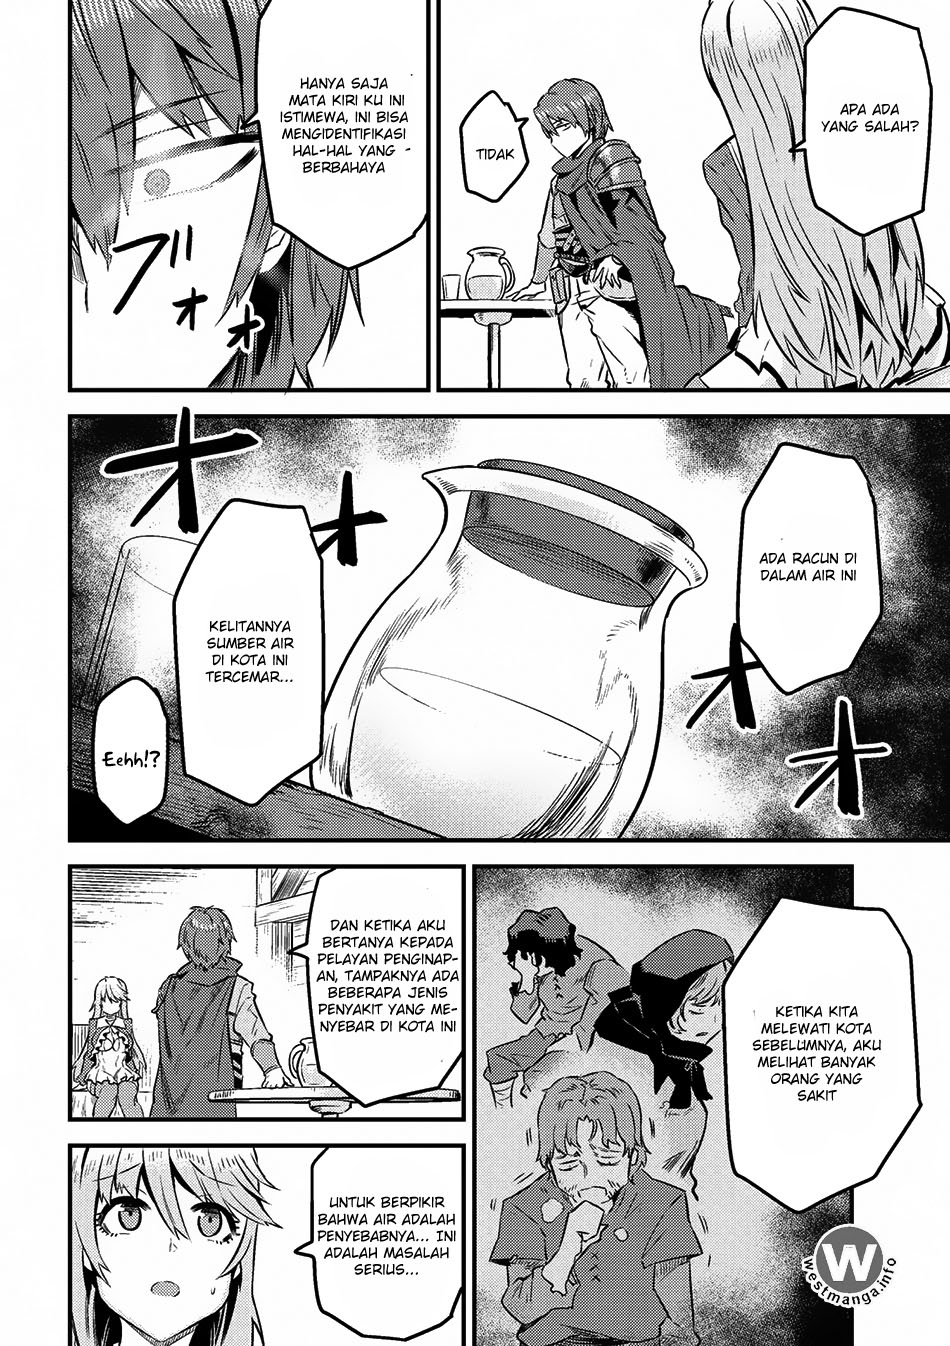 APA ADA
YANG SALAH?
TIDAK
HANYA SAJA
MATA KIRI KU INI
ISTIMEWA, INI BISA
MENGIDENTIFIKASI
HAL-HAL YANG
BERBAHAYA
ブッ
ADA RACUN DI
DALAM AIR INI
KELITANNYA
SUMBER AIR
DI KOTA INI
TERCEMAR...
Eehh!?
KETIKA KITA
MELEWATI KOTA
SEBELUMNYA, AKU
MELIHAT BANYAK
ORANG YANG
SAKIT
DAN KETIKA AKU
BERTANYA KEPADA
PELAYAN PENGINAP-
AN, TAMPAKNYA ADA
BEBERAPA JENIS
PENYAKIT YANG ME-
NYEBAR DI KOTA INI
UNTUK BERPIKIR
BAHWA AIR ADALAH
PENYEBABNYA... INI
ADALAH MASALAH
SERIUS...
W
westmanga.info